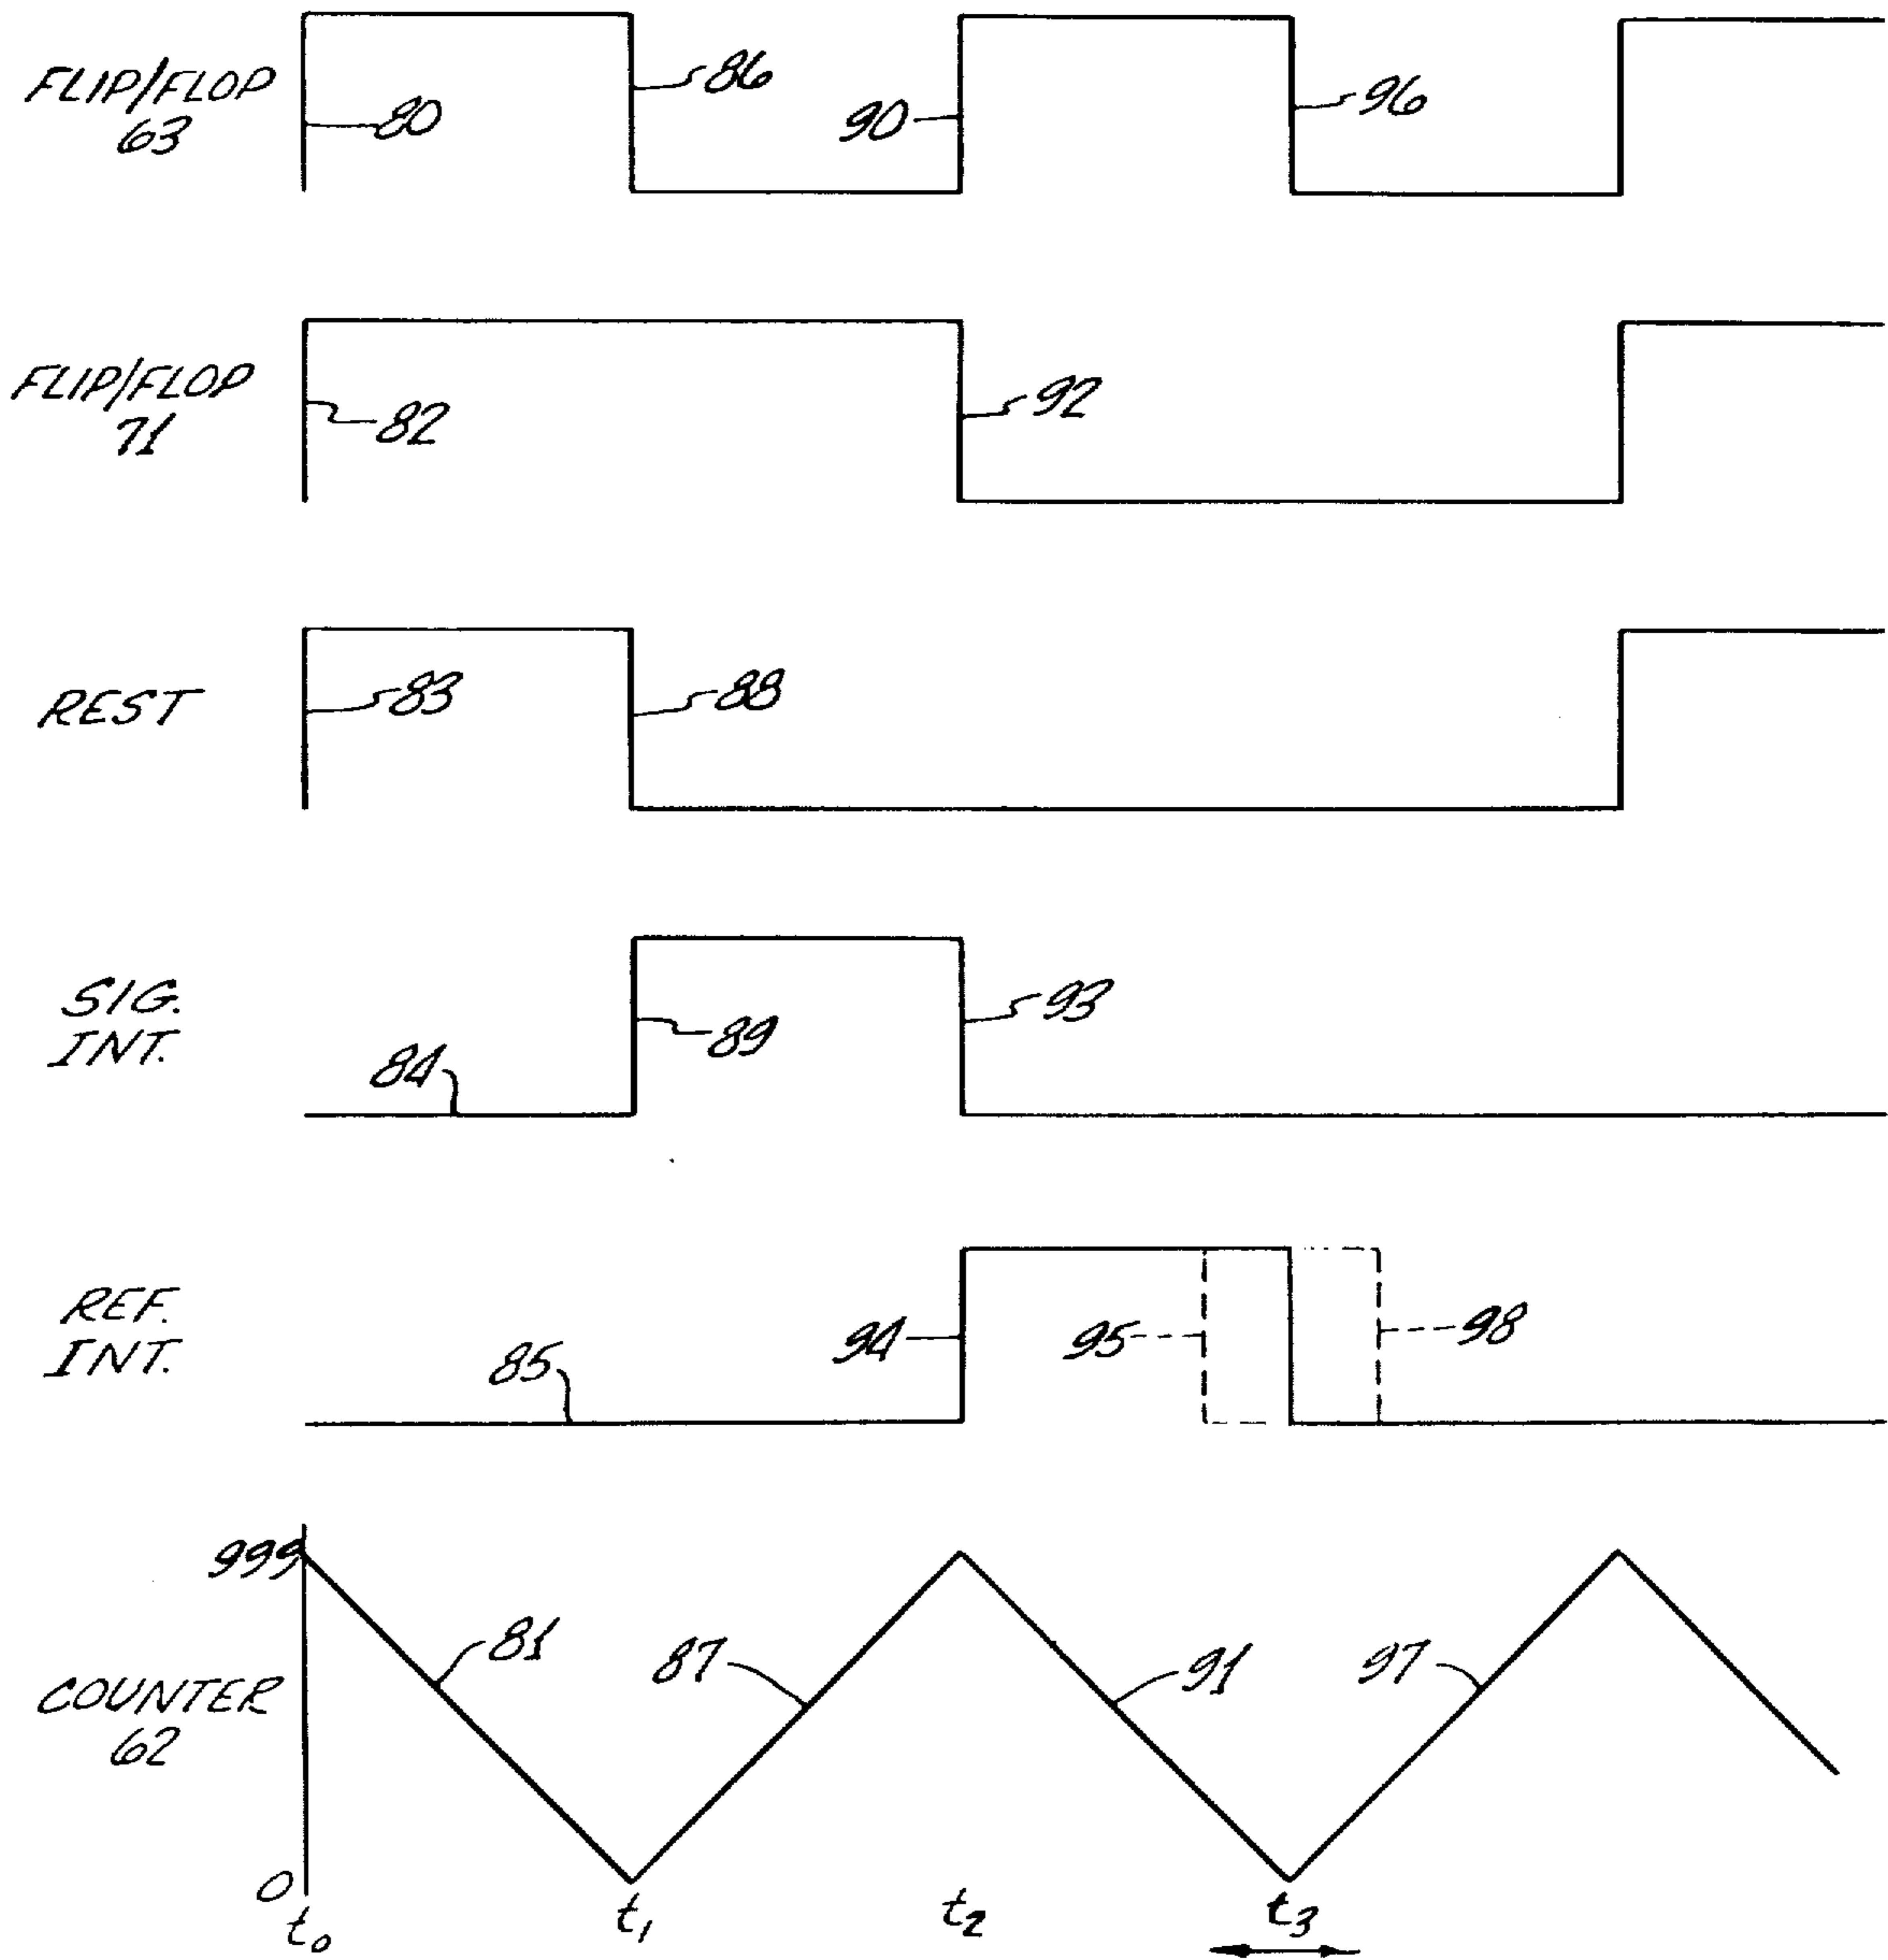 FLIP/FLOP
63
80
86
90
96
FLIP/FLOP
71
82
92
REST
83
88
SIG.
INT.
84
89
93
REF.
INT.
85
94
95
98
999
COUNTER
62
81
87
91
97
0
t₀
t₁
t₂
t₃